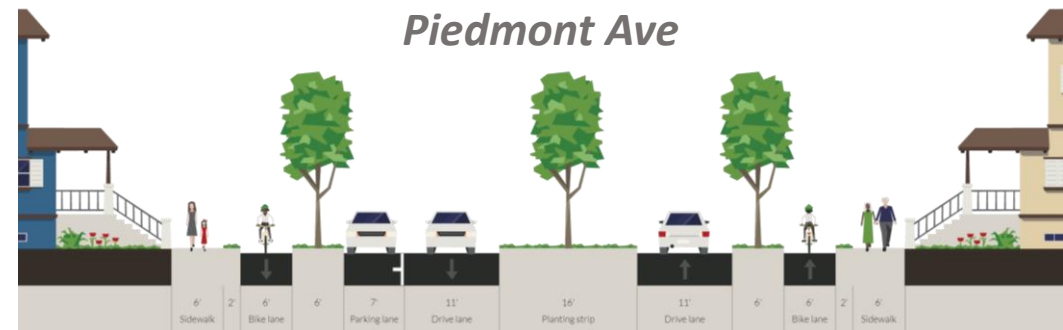 Piedmont Ave
6' 2' 6' 6' 7' 11' 16' 11' 6' 6' 2' 6'
Sidewalk Bike lane Parking lane Drive lane Planting strip Drive lane Bike lane Sidewalk